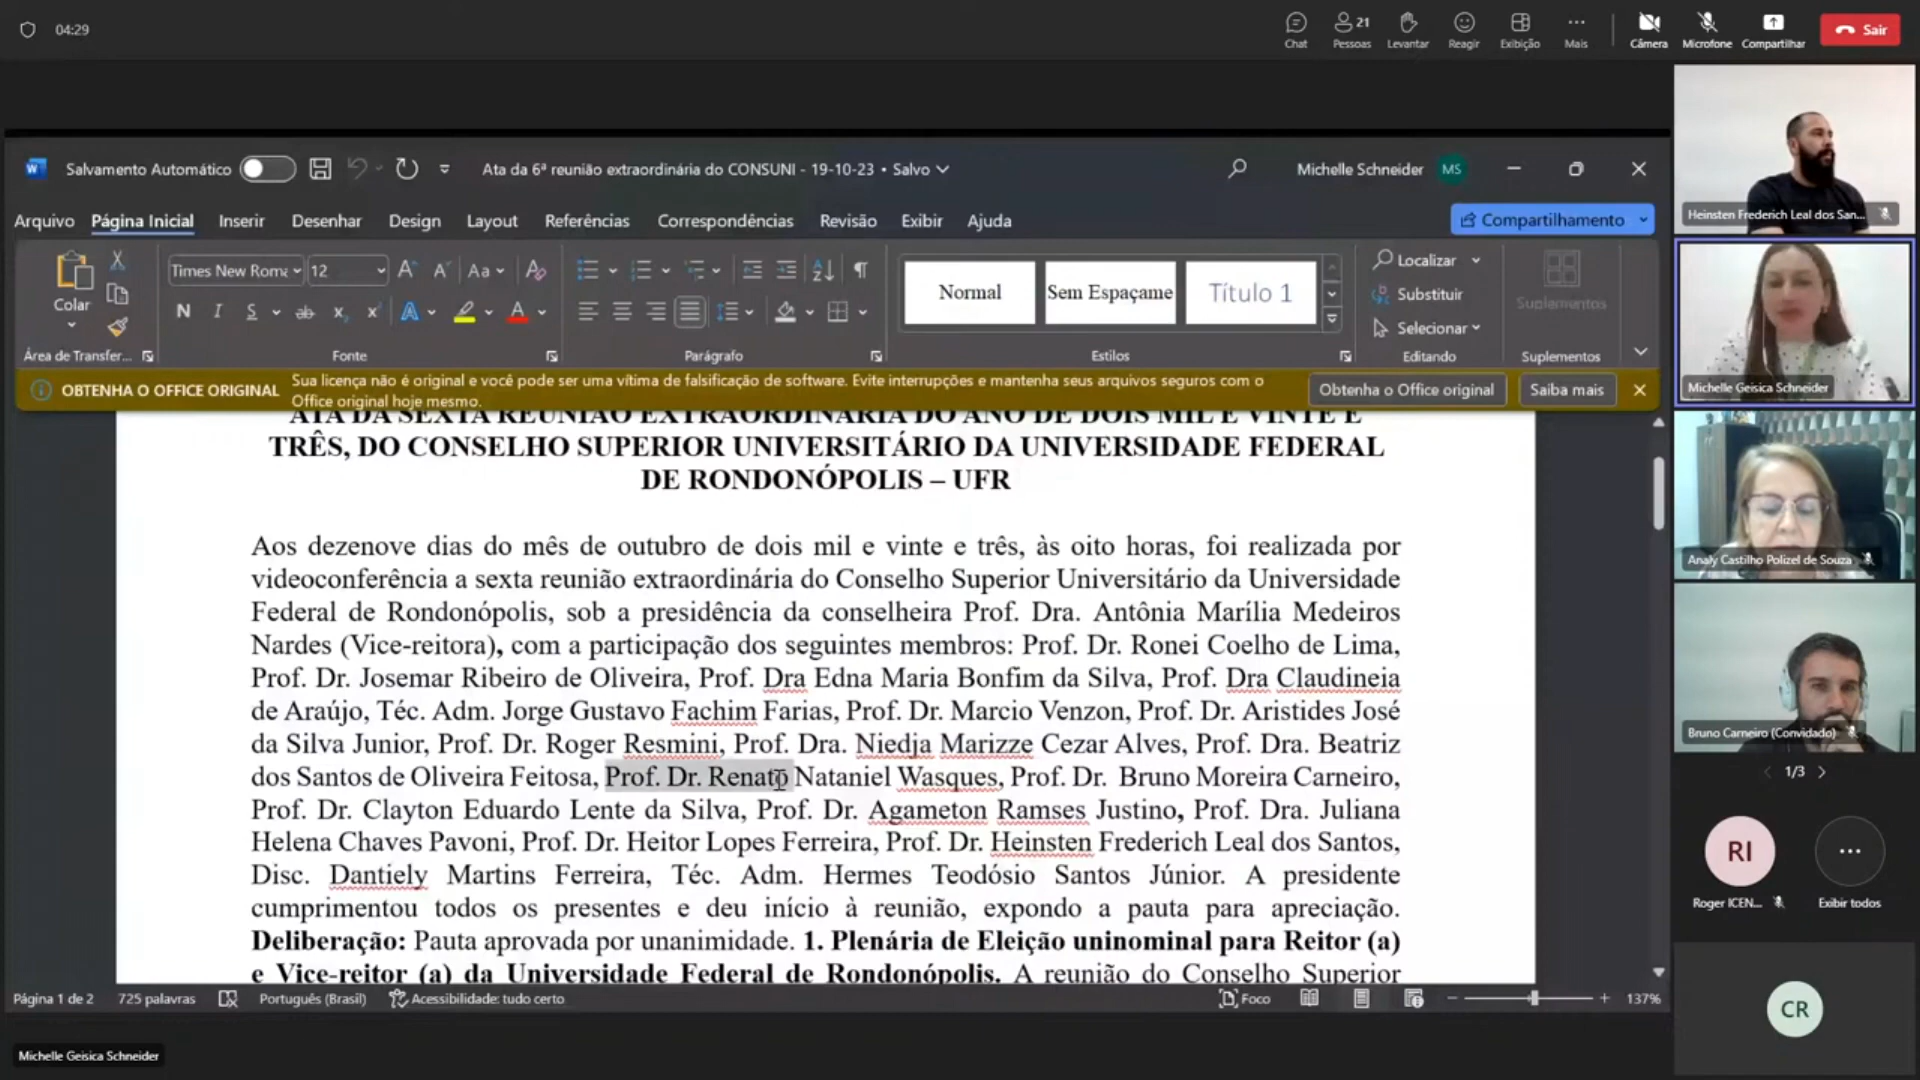 04:29
Chat
21
Pessoas
Levantar
Reagir
Exibição
Mais
Câmera
Microfone
Compartilhar
Sair
Salvamento Automático
Ata da 6ª reunião extraordinária do CONSUNI - 19-10-23 • Salvo
Michelle Schneider
MS
Arquivo
Página Inicial
Inserir
Desenhar
Design
Layout
Referências
Correspondências
Revisão
Exibir
Ajuda
Compartilhamento
Colar
Área de Transfer...
Times New Roma
12
Aa
N I S ab x x A A
Fonte
Parágrafo
Normal
Sem Espaçame
Título 1
Estilos
Localizar
Substituir
Selecionar
Editando
Suplementos
Suplementos
OBTENHA O OFFICE ORIGINAL
Sua licença não é original e você pode ser uma vítima de falsificação de software. Evite interrupções e mantenha seus arquivos seguros com o
Office original hoje mesmo.
Obtenha o Office original
Saiba mais
ATA DA SEXTA REUNIÃO EXTRAORDINÁRIA DO ANO DE DOIS MIL E VINTE E
TRÊS, DO CONSELHO SUPERIOR UNIVERSITÁRIO DA UNIVERSIDADE FEDERAL
DE RONDONÓPOLIS – UFR
Aos dezenove dias do mês de outubro de dois mil e vinte e três, às oito horas, foi realizada por
videoconferência a sexta reunião extraordinária do Conselho Superior Universitário da Universidade
Federal de Rondonópolis, sob a presidência da conselheira Prof. Dra. Antônia Marília Medeiros
Nardes (Vice-reitora), com a participação dos seguintes membros: Prof. Dr. Ronei Coelho de Lima,
Prof. Dr. Josemar Ribeiro de Oliveira, Prof. Dra Edna Maria Bonfim da Silva, Prof. Dra Claudineia
de Araújo, Téc. Adm. Jorge Gustavo Fachim Farias, Prof. Dr. Marcio Venzon, Prof. Dr. Aristides José
da Silva Junior, Prof. Dr. Roger Resmini, Prof. Dra. Niedja Marizze Cezar Alves, Prof. Dra. Beatriz
dos Santos de Oliveira Feitosa, Prof. Dr. Renato Nataniel Wasques, Prof. Dr. Bruno Moreira Carneiro,
Prof. Dr. Clayton Eduardo Lente da Silva, Prof. Dr. Agameton Ramses Justino, Prof. Dra. Juliana
Helena Chaves Pavoni, Prof. Dr. Heitor Lopes Ferreira, Prof. Dr. Heinsten Frederich Leal dos Santos,
Disc. Dantiely Martins Ferreira, Téc. Adm. Hermes Teodósio Santos Júnior. A presidente
cumprimentou todos os presentes e deu início à reunião, expondo a pauta para apreciação.
Deliberação: Pauta aprovada por unanimidade. 1. Plenária de Eleição uninominal para Reitor (a)
e Vice-reitor (a) da Universidade Federal de Rondonópolis. A reunião do Conselho Superior
Página 1 de 2
725 palavras
Português (Brasil)
Acessibilidade: tudo certo
Foco
137%
Michelle Geisica Schneider
Heinsten Frederich Leal dos San...
Michelle Geisica Schneider
Analy Castilho Polizel de Souza
Bruno Carneiro (Convidado)
1/3
RI
Roger ICEN...
Exibir todos
CR